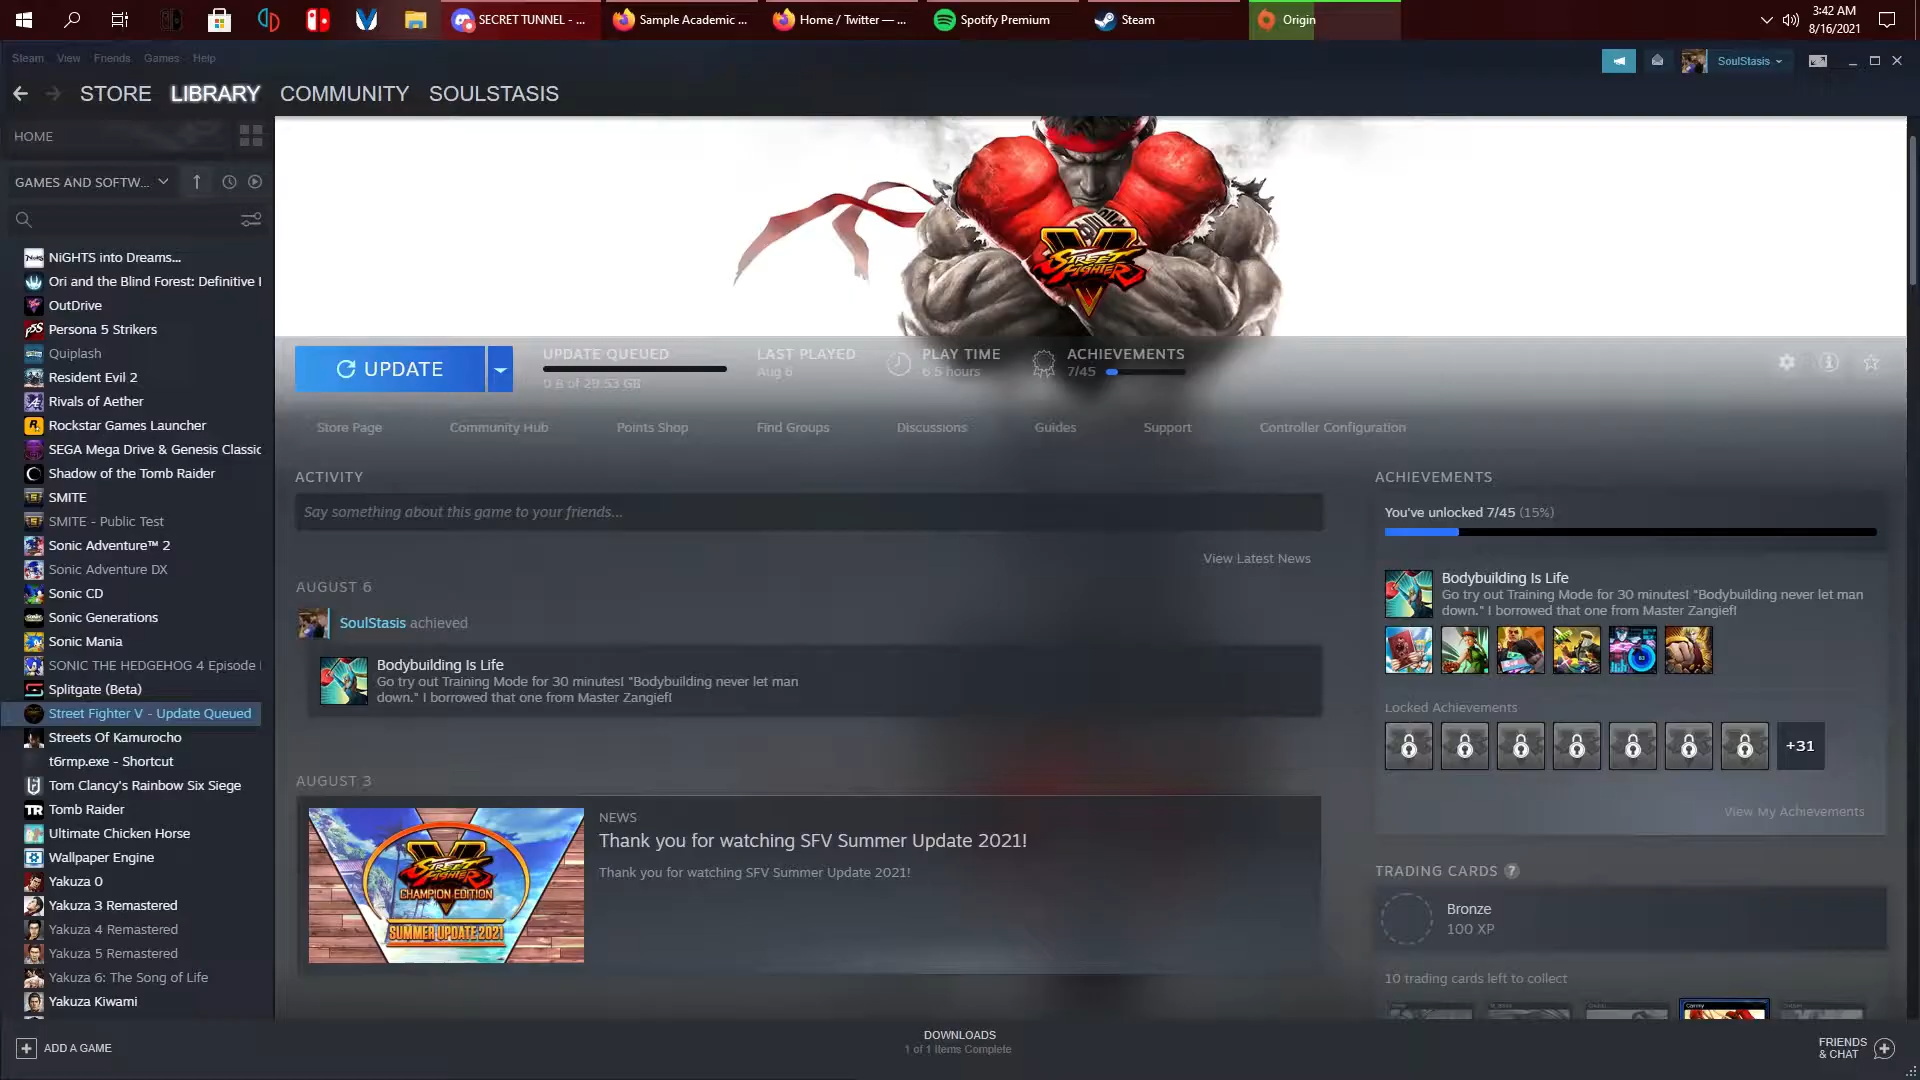 SECRET TUNNEL - ...
Sample Academic ...
Home / Twitter — ...
Spotify Premium
Steam
Origin
3:42 AM
8/16/2021
Steam View Friends Games Help
SoulStasis
STORE LIBRARY COMMUNITY SOULSTASIS
HOME
GAMES AND SOFTW...
NiGHTS into Dreams...
Ori and the Blind Forest: Definitive
OutDrive
Persona 5 Strikers
Quiplash
Resident Evil 2
Rivals of Aether
Rockstar Games Launcher
SEGA Mega Drive & Genesis Classic
Shadow of the Tomb Raider
SMITE
SMITE - Public Test
Sonic Adventure™ 2
Sonic Adventure DX
Sonic CD
Sonic Generations
Sonic Mania
SONIC THE HEDGEHOG 4 Episode
Splitgate (Beta)
Street Fighter V - Update Queued
Streets Of Kamurocho
t6rmp.exe - Shortcut
Tom Clancy's Rainbow Six Siege
Tomb Raider
Ultimate Chicken Horse
Wallpaper Engine
Yakuza 0
Yakuza 3 Remastered
Yakuza 4 Remastered
Yakuza 5 Remastered
Yakuza 6: The Song of Life
Yakuza Kiwami
ADD A GAME
V
STREET FIGHTER
UPDATE
UPDATE QUEUED
0 B of 29.53 GB
LAST PLAYED
Aug 6
PLAY TIME
6.5 hours
ACHIEVEMENTS
7/45
Store Page Community Hub Points Shop Find Groups Discussions Guides Support Controller Configuration
ACTIVITY
Say something about this game to your friends...
View Latest News
AUGUST 6
SoulStasis achieved
Bodybuilding Is Life
Go try out Training Mode for 30 minutes! "Bodybuilding never let man
down." I borrowed that one from Master Zangief!
AUGUST 3
V
STREET FIGHTER
CHAMPION EDITION
SUMMER UPDATE 2021
NEWS
Thank you for watching SFV Summer Update 2021!
Thank you for watching SFV Summer Update 2021!
ACHIEVEMENTS
You've unlocked 7/45 (15%)
Bodybuilding Is Life
Go try out Training Mode for 30 minutes! "Bodybuilding never let man
down." I borrowed that one from Master Zangief!
Locked Achievements
+31
View My Achievements
TRADING CARDS ?
Bronze
100 XP
10 trading cards left to collect
DOWNLOADS
1 of 1 Items Complete
FRIENDS
& CHAT